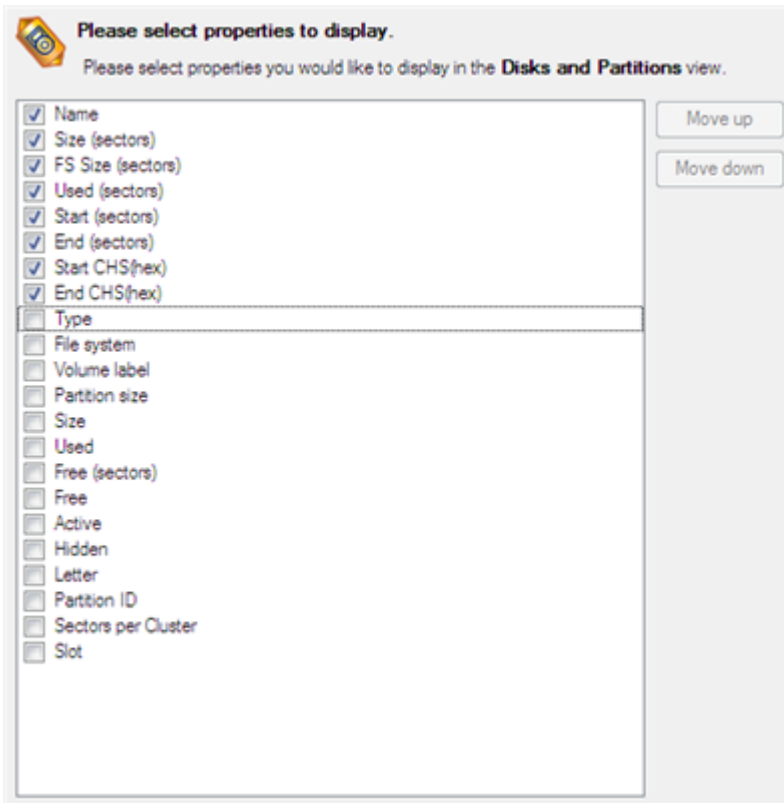 Please select properties to display.
Please select properties you would like to display in the Disks and Partitions view.
Name
Size (sectors)
FS Size (sectors)
Used (sectors)
Start (sectors)
End (sectors)
Start CHS(hex)
End CHS(hex)
Type
File system
Volume label
Partition size
Size
Used
Free (sectors)
Free
Active
Hidden
Letter
Partition ID
Sectors per Cluster
Slot
Move up
Move down